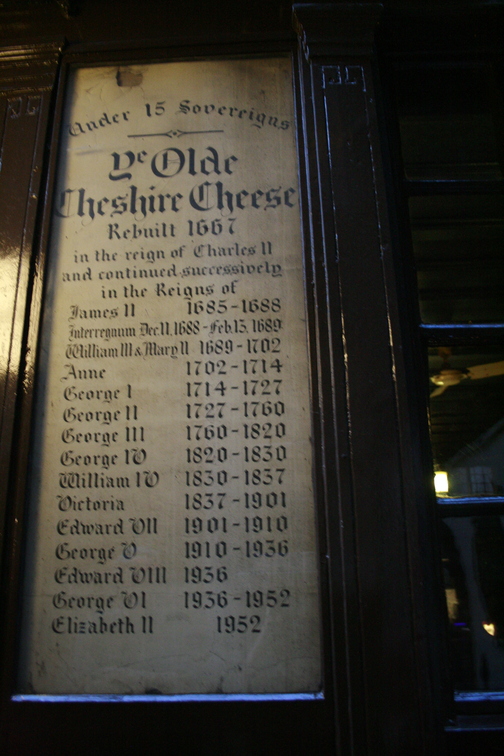 Under 15 Sovereigns
Ye Olde
Cheshire Cheese
Rebuilt 1667
in the reign of Charles II
and continued successively
in the Reigns of
James II 1685-1688
Interregnum Dec.11.1688-Feb.13.1689
William III & Mary II 1689-1702
Anne 1702-1714
George I 1714-1727
George II 1727-1760
George III 1760-1820
George IV 1820-1830
William IV 1830-1837
Victoria 1837-1901
Edward VII 1901-1910
George V 1910-1936
Edward VIII 1936
George VI 1936-1952
Elizabeth II 1952